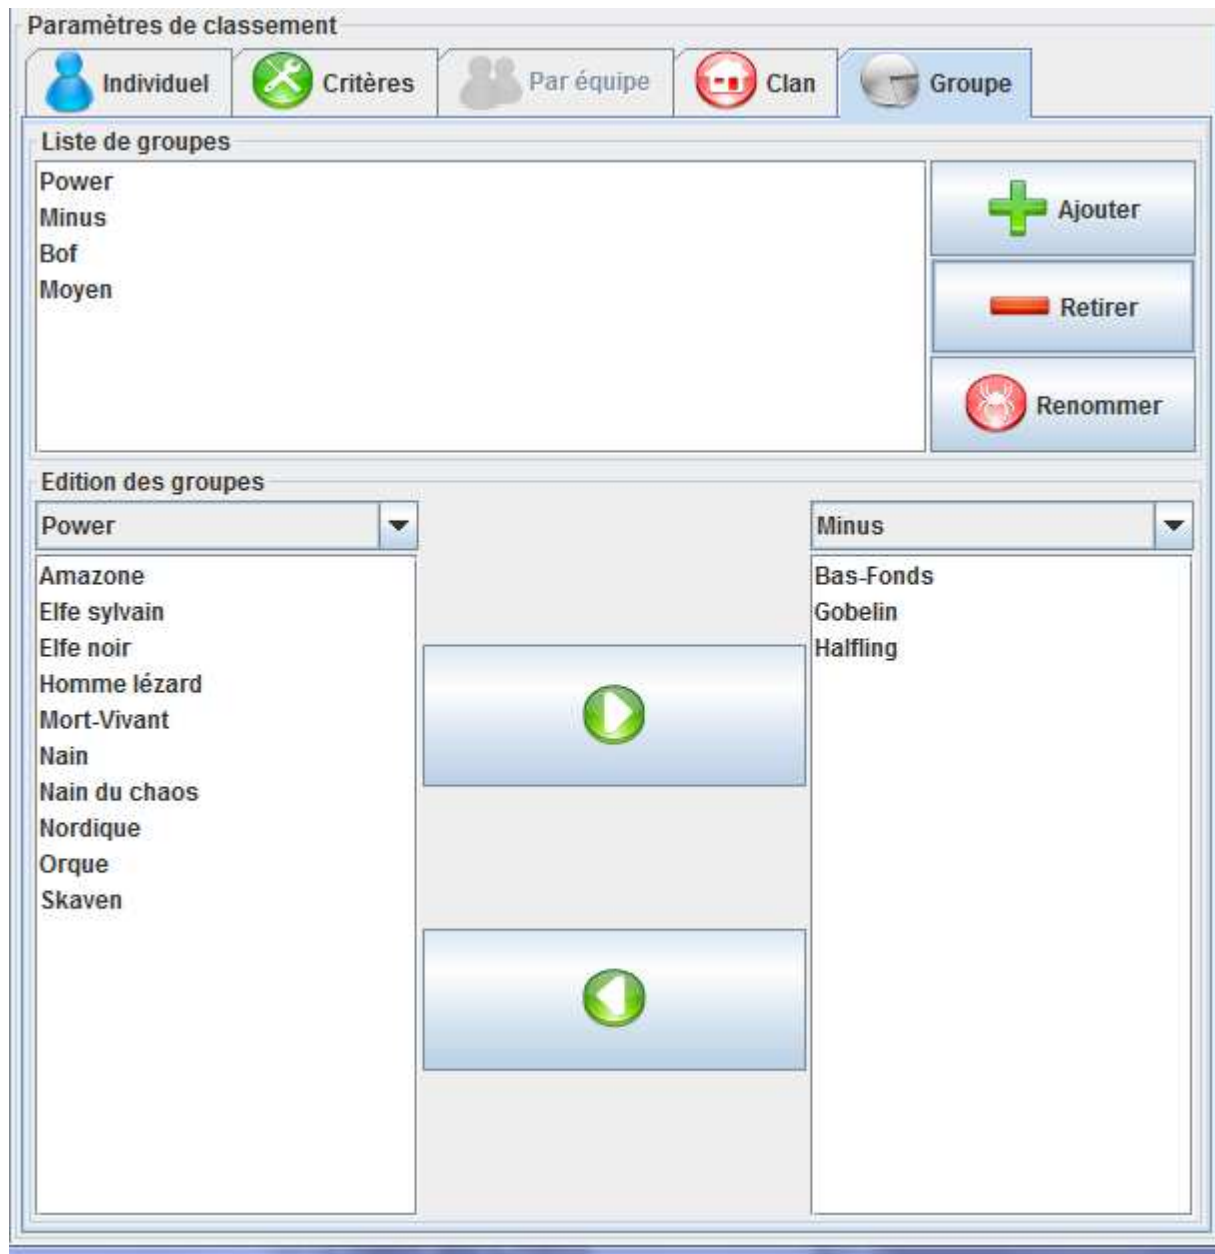 Paramètres de classement
Individuel
Critères
Par équipe
Clan
Groupe
Liste de groupes
Power
Minus
Bof
Moyen
Ajouter
Retirer
Renommer
Edition des groupes
Power
Amazone
Elfe sylvain
Elfe noir
Homme lézard
Mort-Vivant
Nain
Nain du chaos
Nordique
Orque
Skaven
Minus
Bas-Fonds
Gobelin
Halfling